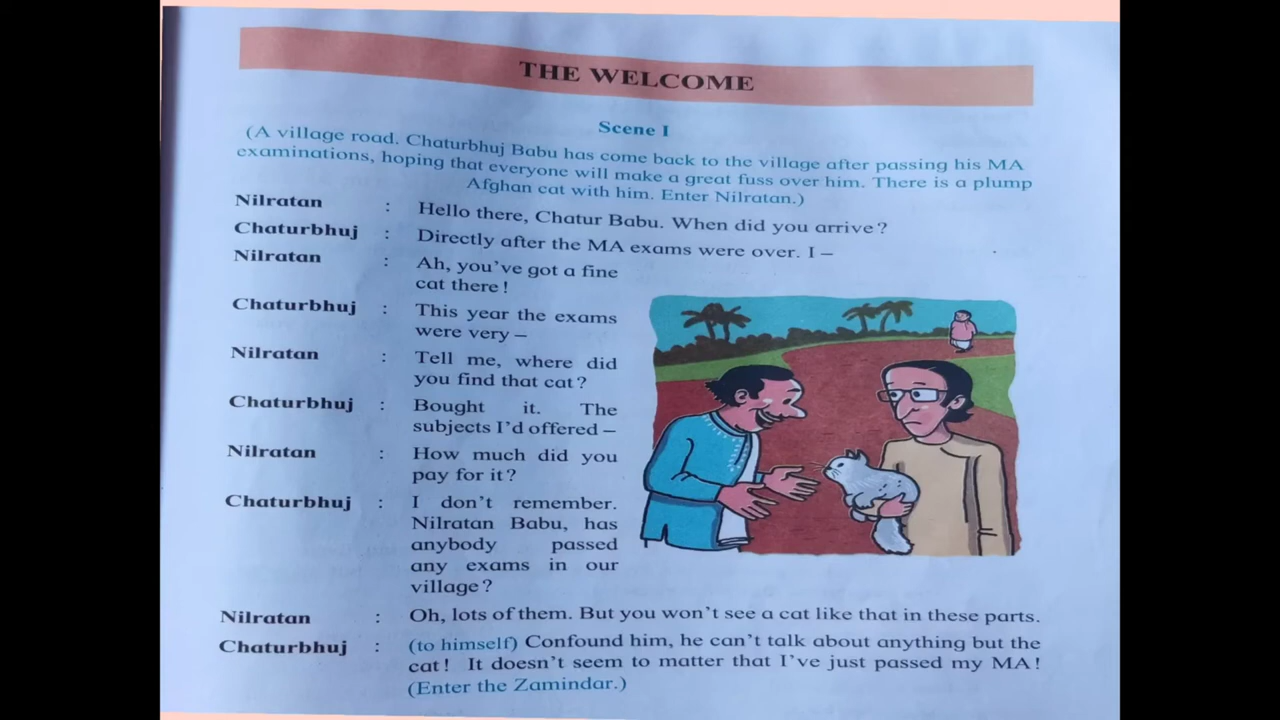 THE WELCOME
Scene I
(A village road. Chaturbhuj Babu has come back to the village after passing his MA
examinations, hoping that everyone will make a great fuss over him. There is a plump
Afghan cat with him. Enter Nilratan.)
Nilratan : Hello there, Chatur Babu. When did you arrive?
Chaturbhuj : Directly after the MA exams were over. I –
Nilratan : Ah, you've got a fine
cat there!
Chaturbhuj : This year the exams
were very –
Nilratan : Tell me, where did
you find that cat?
Chaturbhuj : Bought it. The
subjects I'd offered –
Nilratan : How much did you
pay for it?
Chaturbhuj : I don't remember.
Nilratan Babu, has
anybody passed
any exams in our
village?
Nilratan : Oh, lots of them. But you won't see a cat like that in these parts.
Chaturbhuj : (to himself) Confound him, he can't talk about anything but the
cat! It doesn't seem to matter that I've just passed my MA!
(Enter the Zamindar.)